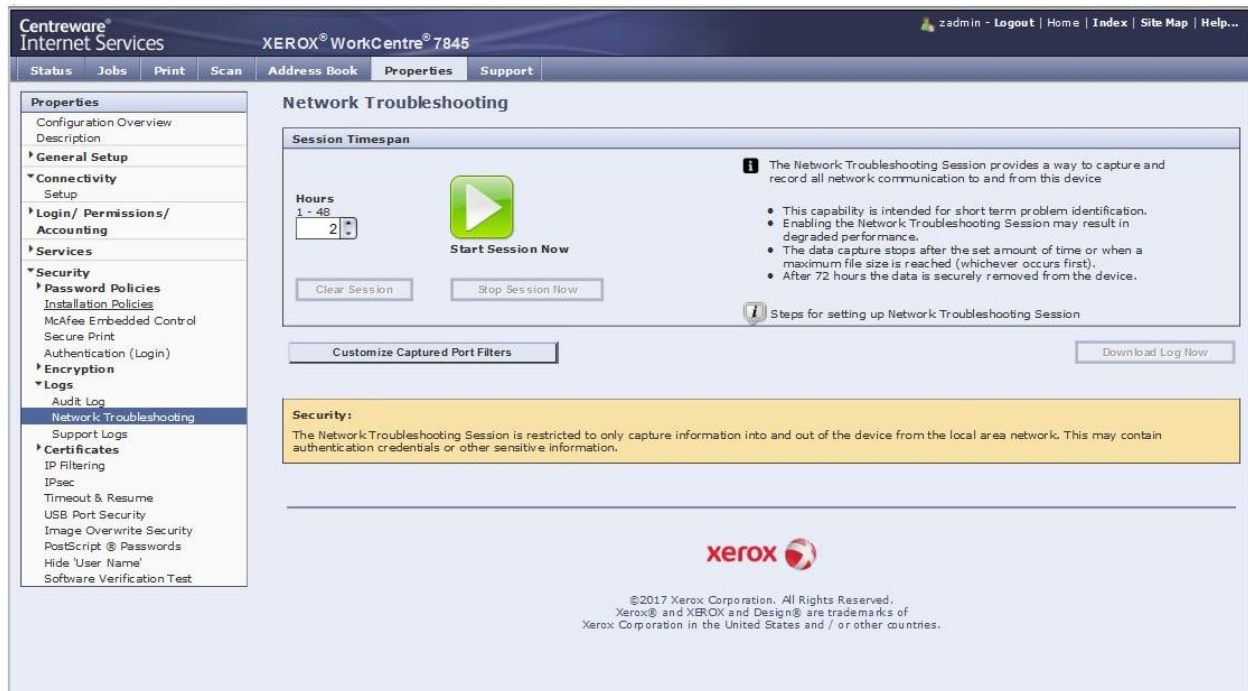 Centreware®
Internet Services
XEROX® WorkCentre® 7845
zadmin - Logout | Home | Index | Site Map | Help...
Status Jobs Print Scan Address Book Properties Support
Properties
Configuration Overview
Description
General Setup
Connectivity
Setup
Login/ Permissions/
Accounting
Services
Security
Password Policies
Installation Policies
McAfee Embedded Control
Secure Print
Authentication (Login)
Encryption
Logs
Audit Log
Network Troubleshooting
Support Logs
Certificates
IP Filtering
IPsec
Timeout & Resume
USB Port Security
Image Overwrite Security
PostScript ® Passwords
Hide 'User Name'
Software Verification Test
Network Troubleshooting
Session Timespan
Hours
1 - 48
2
Start Session Now
Clear Session
Stop Session Now
The Network Troubleshooting Session provides a way to capture and
record all network communication to and from this device
• This capability is intended for short term problem identification.
• Enabling the Network Troubleshooting Session may result in
degraded performance.
• The data capture stops after the set amount of time or when a
maximum file size is reached (whichever occurs first).
• After 72 hours the data is securely removed from the device.
Steps for setting up Network Troubleshooting Session
Customize Captured Port Filters
Download Log Now
Security:
The Network Troubleshooting Session is restricted to only capture information into and out of the device from the local area network. This may contain
authentication credentials or other sensitive information.
xerox
©2017 Xerox Corporation. All Rights Reserved.
Xerox® and XEROX and Design® are trademarks of
Xerox Corporation in the United States and / or other countries.